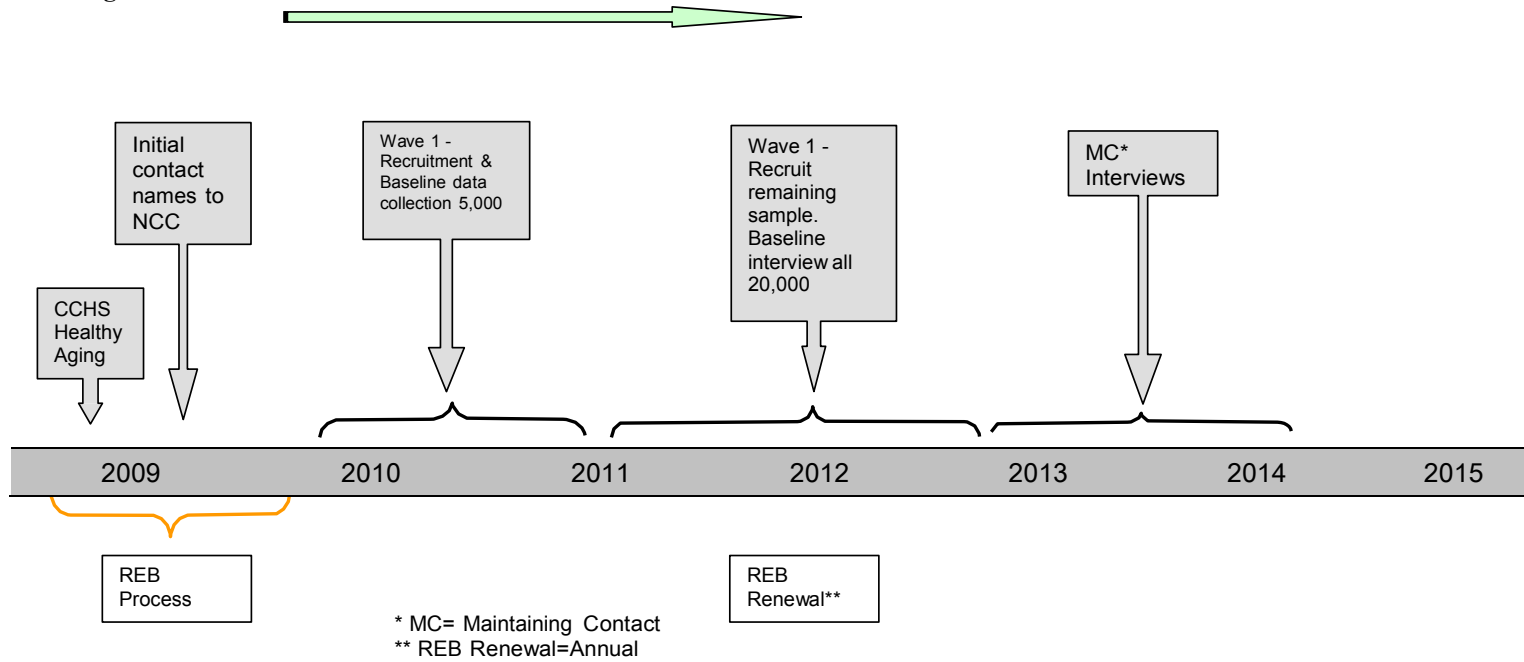 Initial
contact
names to
NCC
Wave 1 -
Recruitment &
Baseline data
collection 5,000
Wave 1 -
Recruit
remaining
sample.
Baseline
interview all
20,000
MC*
Interviews
CCHS
Healthy
Aging
2009 2010 2011 2012 2013 2014 2015
REB
Process
REB
Renewal**
* MC= Maintaining Contact
** REB Renewal=Annual